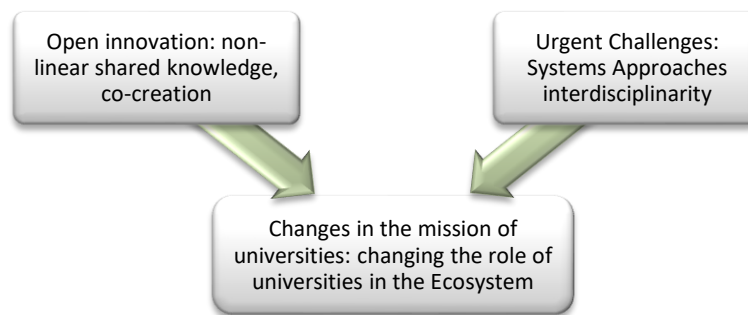 Open innovation: non-
linear shared knowledge,
co-creation
Urgent Challenges:
Systems Approaches
interdisciplinarity
Changes in the mission of
universities: changing the role of
universities in the Ecosystem